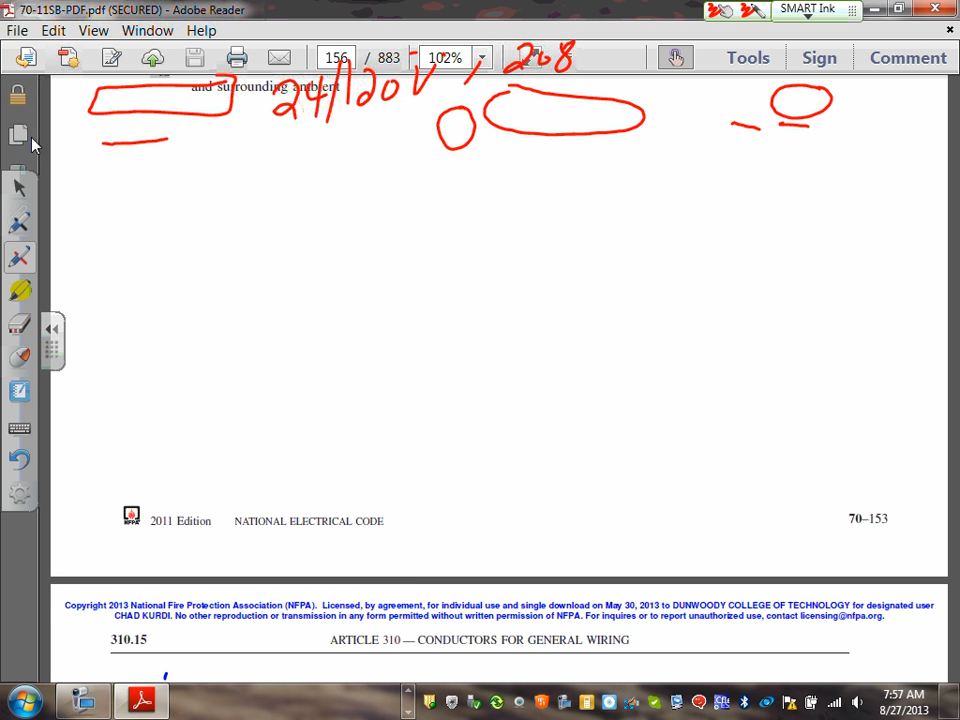 70-11SB-PDF.pdf (SECURED) - Adobe Reader
SMART Ink
File Edit View Window Help
156 / 883 102% Tools Sign Comment
and surrounding ambient
24/120V, 208
2011 Edition NATIONAL ELECTRICAL CODE 70–153
Copyright 2013 National Fire Protection Association (NFPA). Licensed, by agreement, for individual use and single download on May 30, 2013 to DUNWOODY COLLEGE OF TECHNOLOGY for designated user
CHAD KURDI. No other reproduction or transmission in any form permitted without written permission of NFPA. For inquires or to report unauthorized use, contact licensing@nfpa.org.
310.15 ARTICLE 310 — CONDUCTORS FOR GENERAL WIRING
7:57 AM
8/27/2013